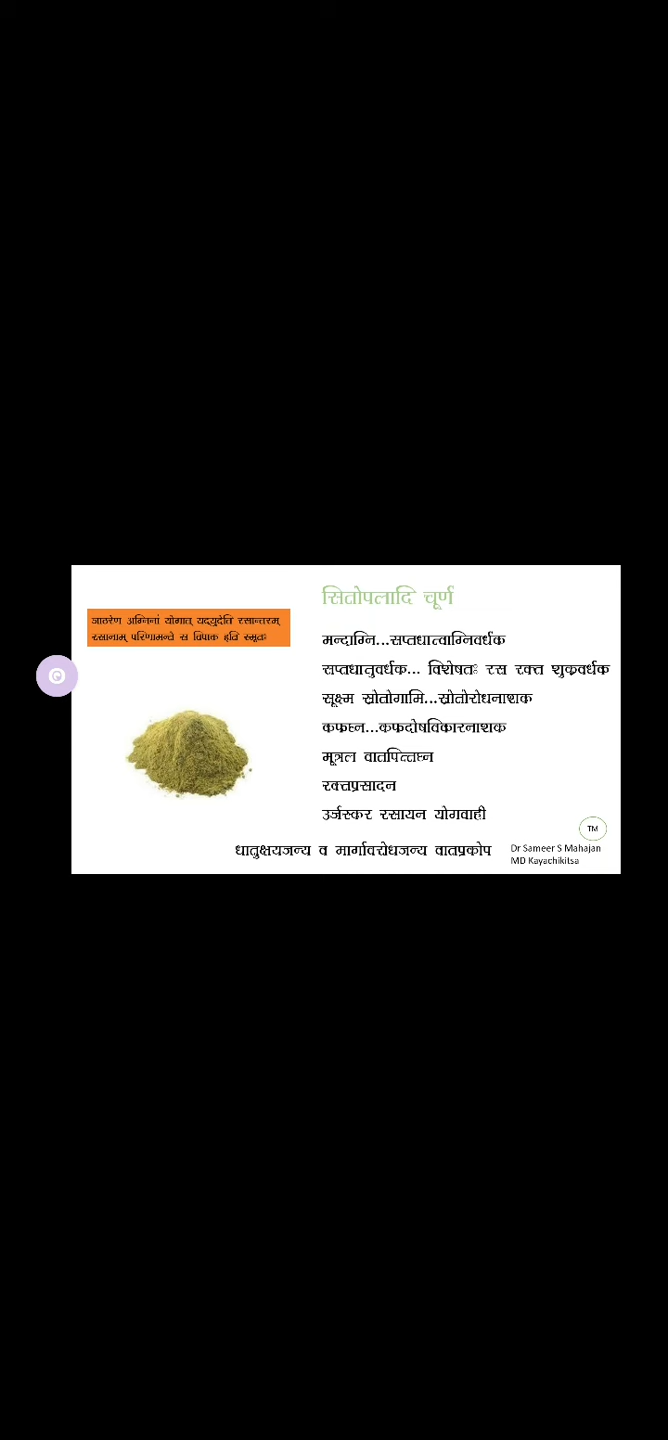 सितोपलादि चूर्ण
जाठरेण अग्निनां योगात् यदयुदेति रसान्तरम्
रसानाम् परिणामन्ते स विपाक इति स्मृतः
मन्दाग्नि...सप्तधात्वाग्निवर्धक
सप्तधातुवर्धक... विशेषतः रस रक्त शुक्रवर्धक
सूक्ष्म स्रोतोगामि...स्रोतोरोधनाशक
कफघ्न...कफदोषविकारनाशक
मूत्रल वातपित्तघ्न
रक्तप्रसादन
उर्जस्कर रसायन योगवाही
धातुक्षयजन्य व मार्गावरोधजन्य वातप्रकोप
TM
Dr Sameer S Mahajan
MD Kayachikitsa